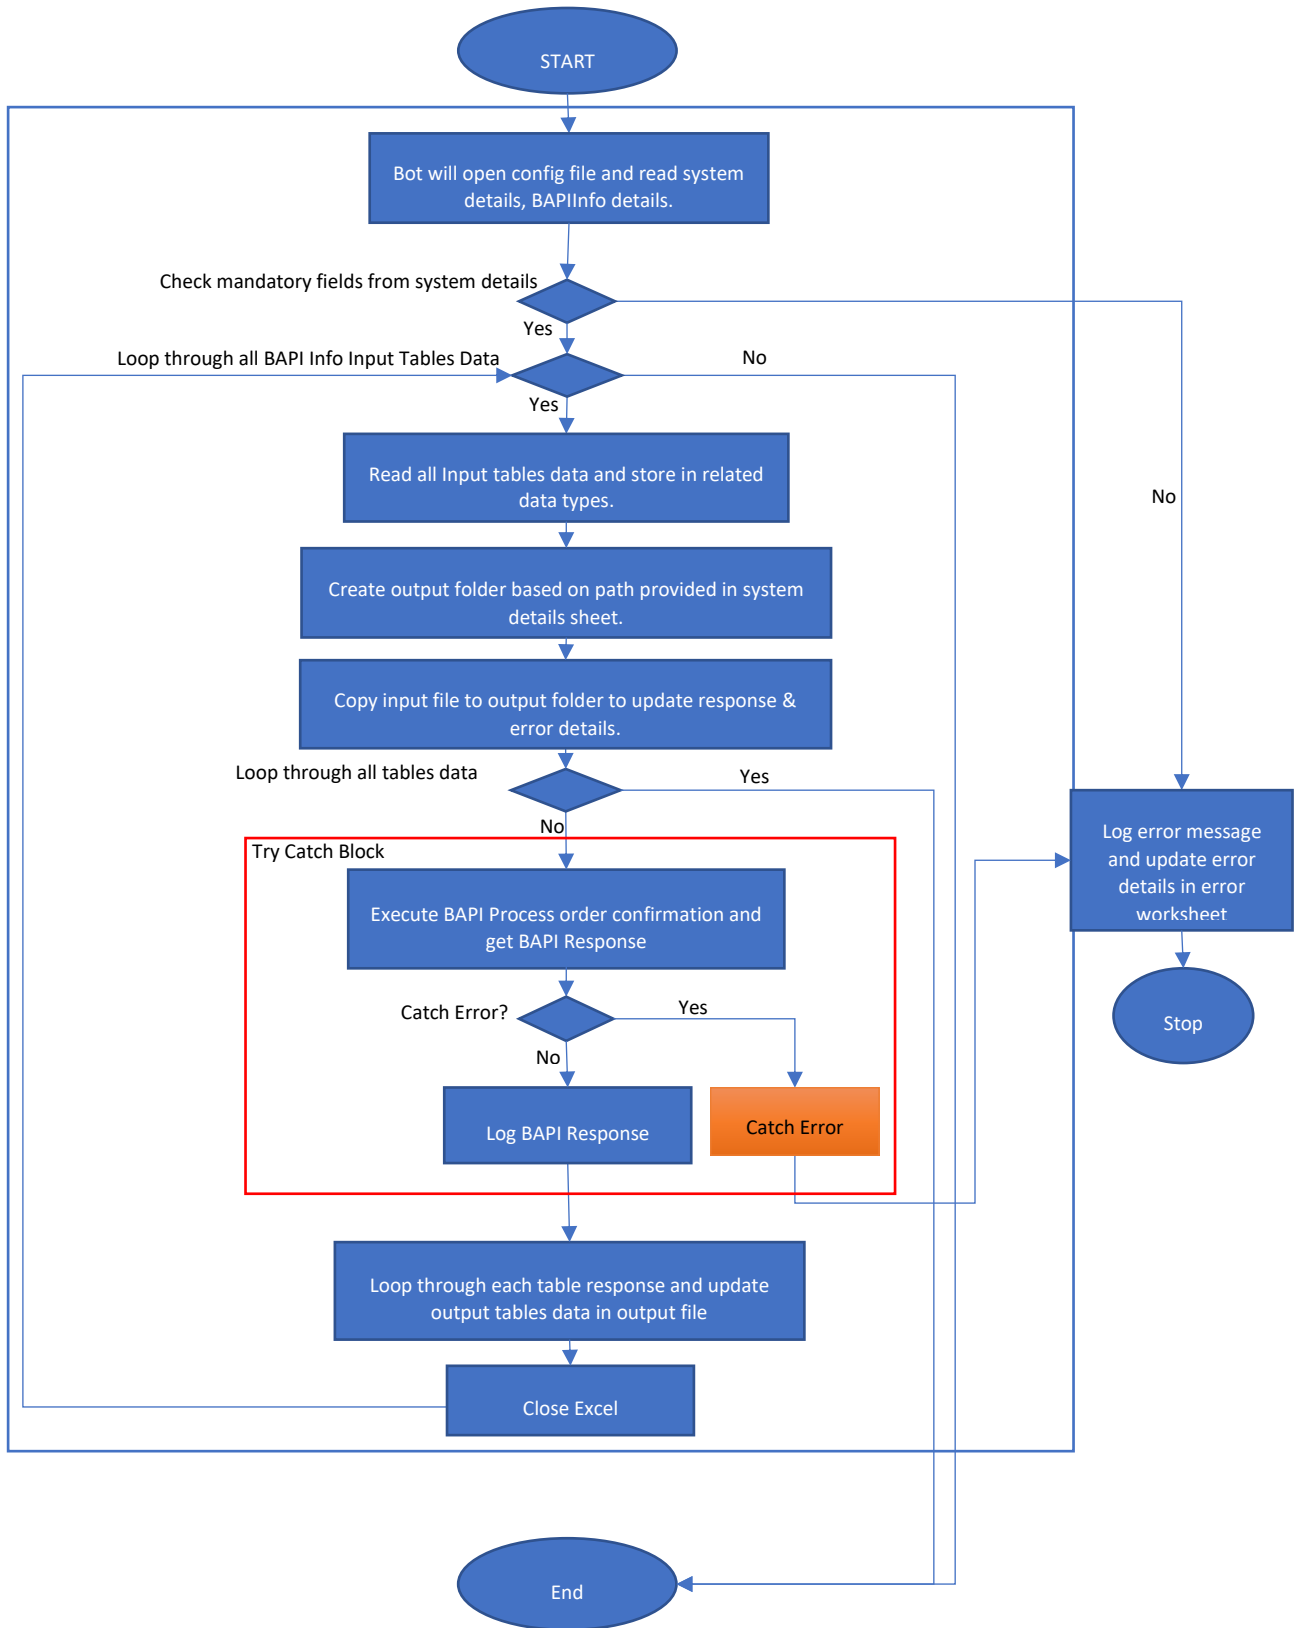 START
Bot will open config file and read system
details, BAPIInfo details.
Check mandatory fields from system details
Yes
Loop through all BAPI Info Input Tables Data
No
Yes
Read all Input tables data and store in related
data types.
No
Create output folder based on path provided in system
details sheet.
Copy input file to output folder to update response &
error details.
Loop through all tables data
Yes
No
Log error message
and update error
details in error
worksheet
Try Catch Block
Execute BAPI Process order confirmation and
get BAPI Response
Catch Error?
Yes
Stop
No
Log BAPI Response
Catch Error
Loop through each table response and update
output tables data in output file
Close Excel
End